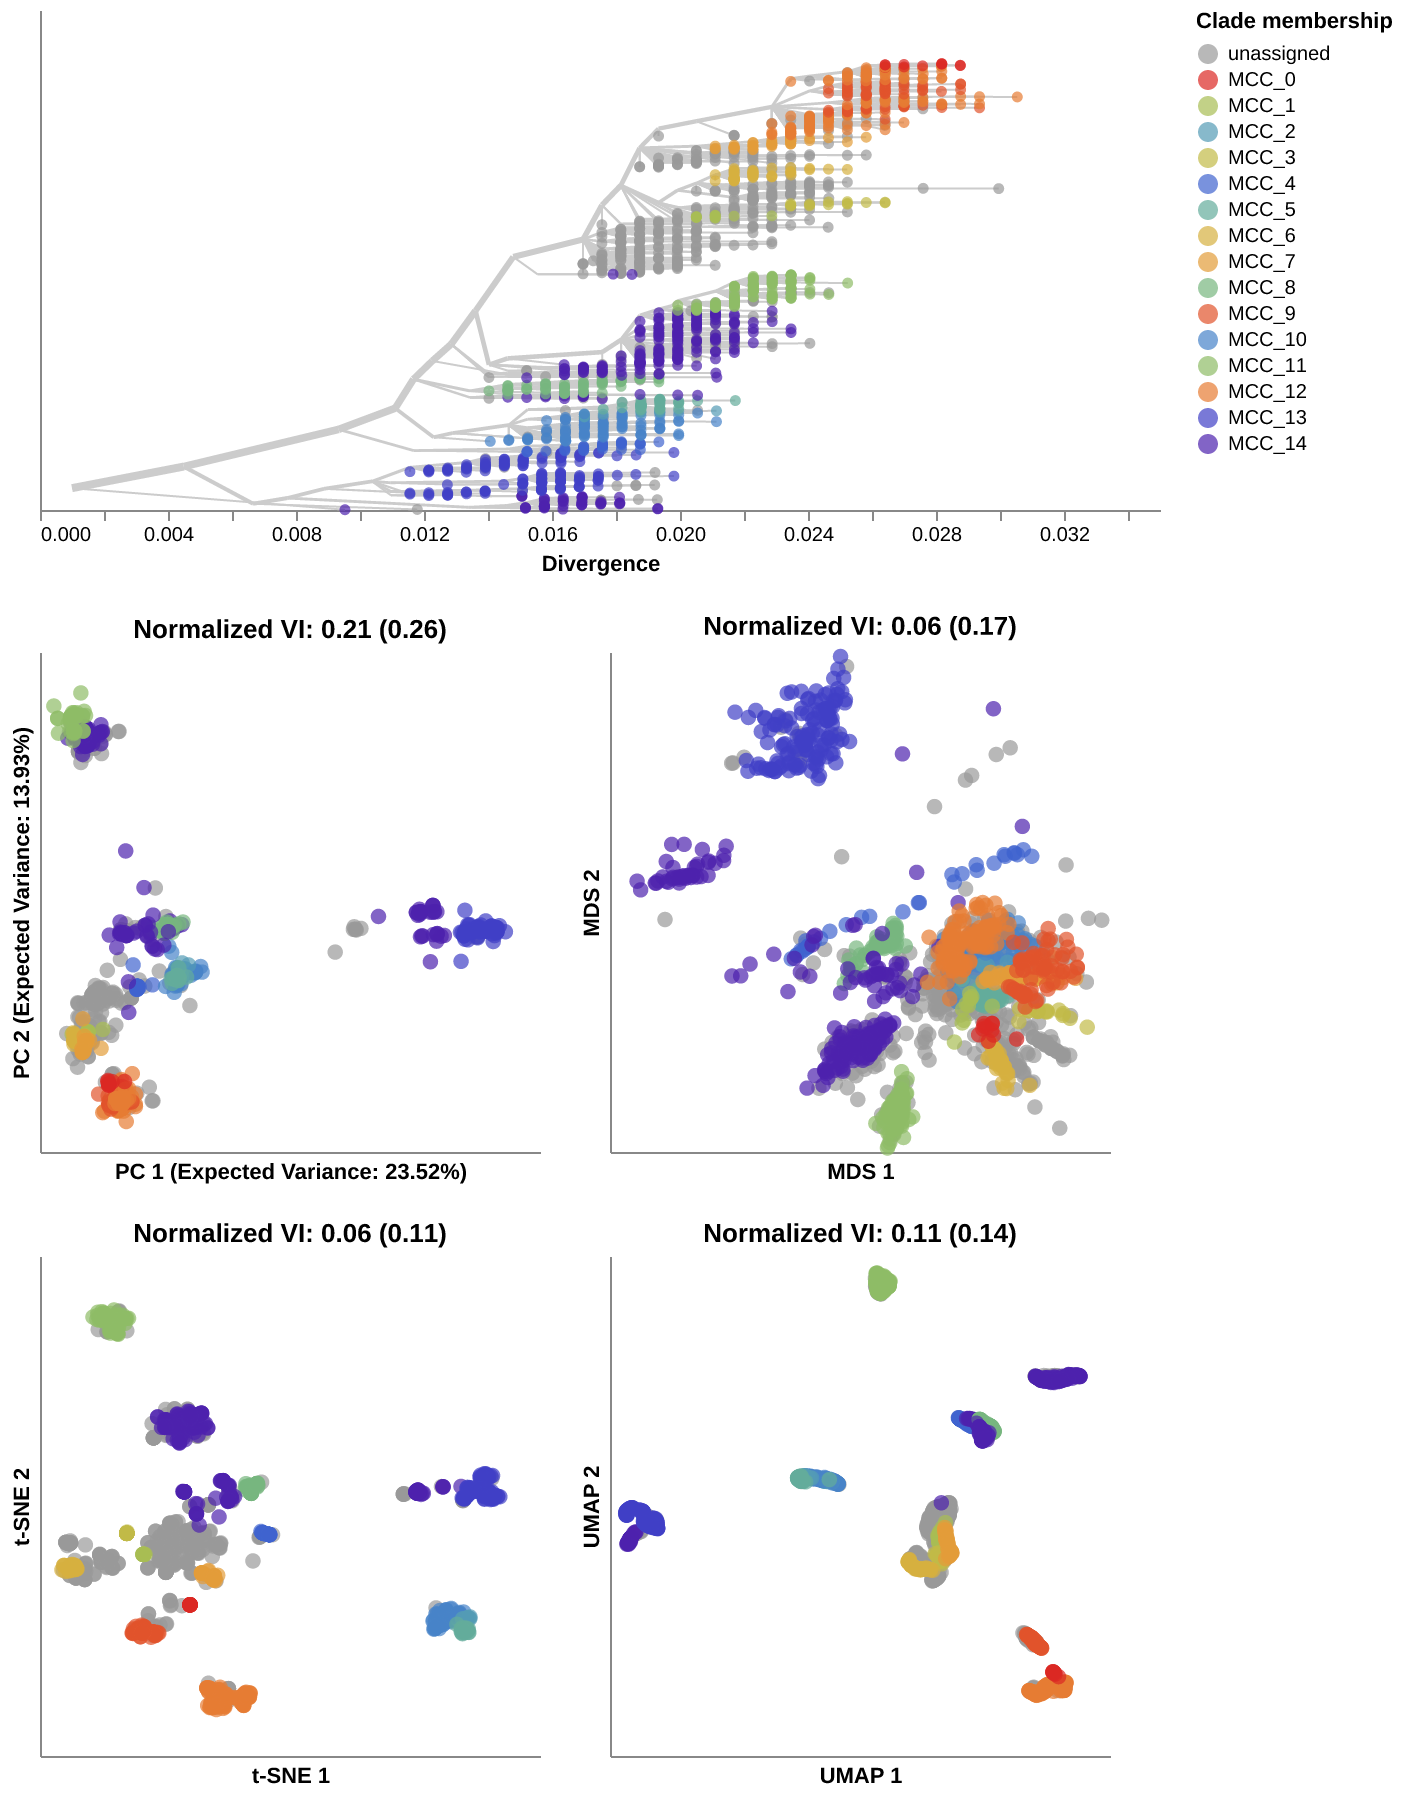 Clade membership
unassigned
MCC_0
MCC_1
MCC_2
MCC_3
MCC_4
MCC_5
MCC_6
MCC_7
MCC_8
MCC_9
MCC_10
MCC_11
MCC_12
MCC_13
MCC_14
0.000 0.004 0.008 0.012 0.016 0.020 0.024 0.028 0.032
Divergence
Normalized VI: 0.21 (0.26)
PC 2 (Expected Variance: 13.93%)
PC 1 (Expected Variance: 23.52%)
Normalized VI: 0.06 (0.17)
MDS 2
MDS 1
Normalized VI: 0.06 (0.11)
t-SNE 2
t-SNE 1
Normalized VI: 0.11 (0.14)
UMAP 2
UMAP 1